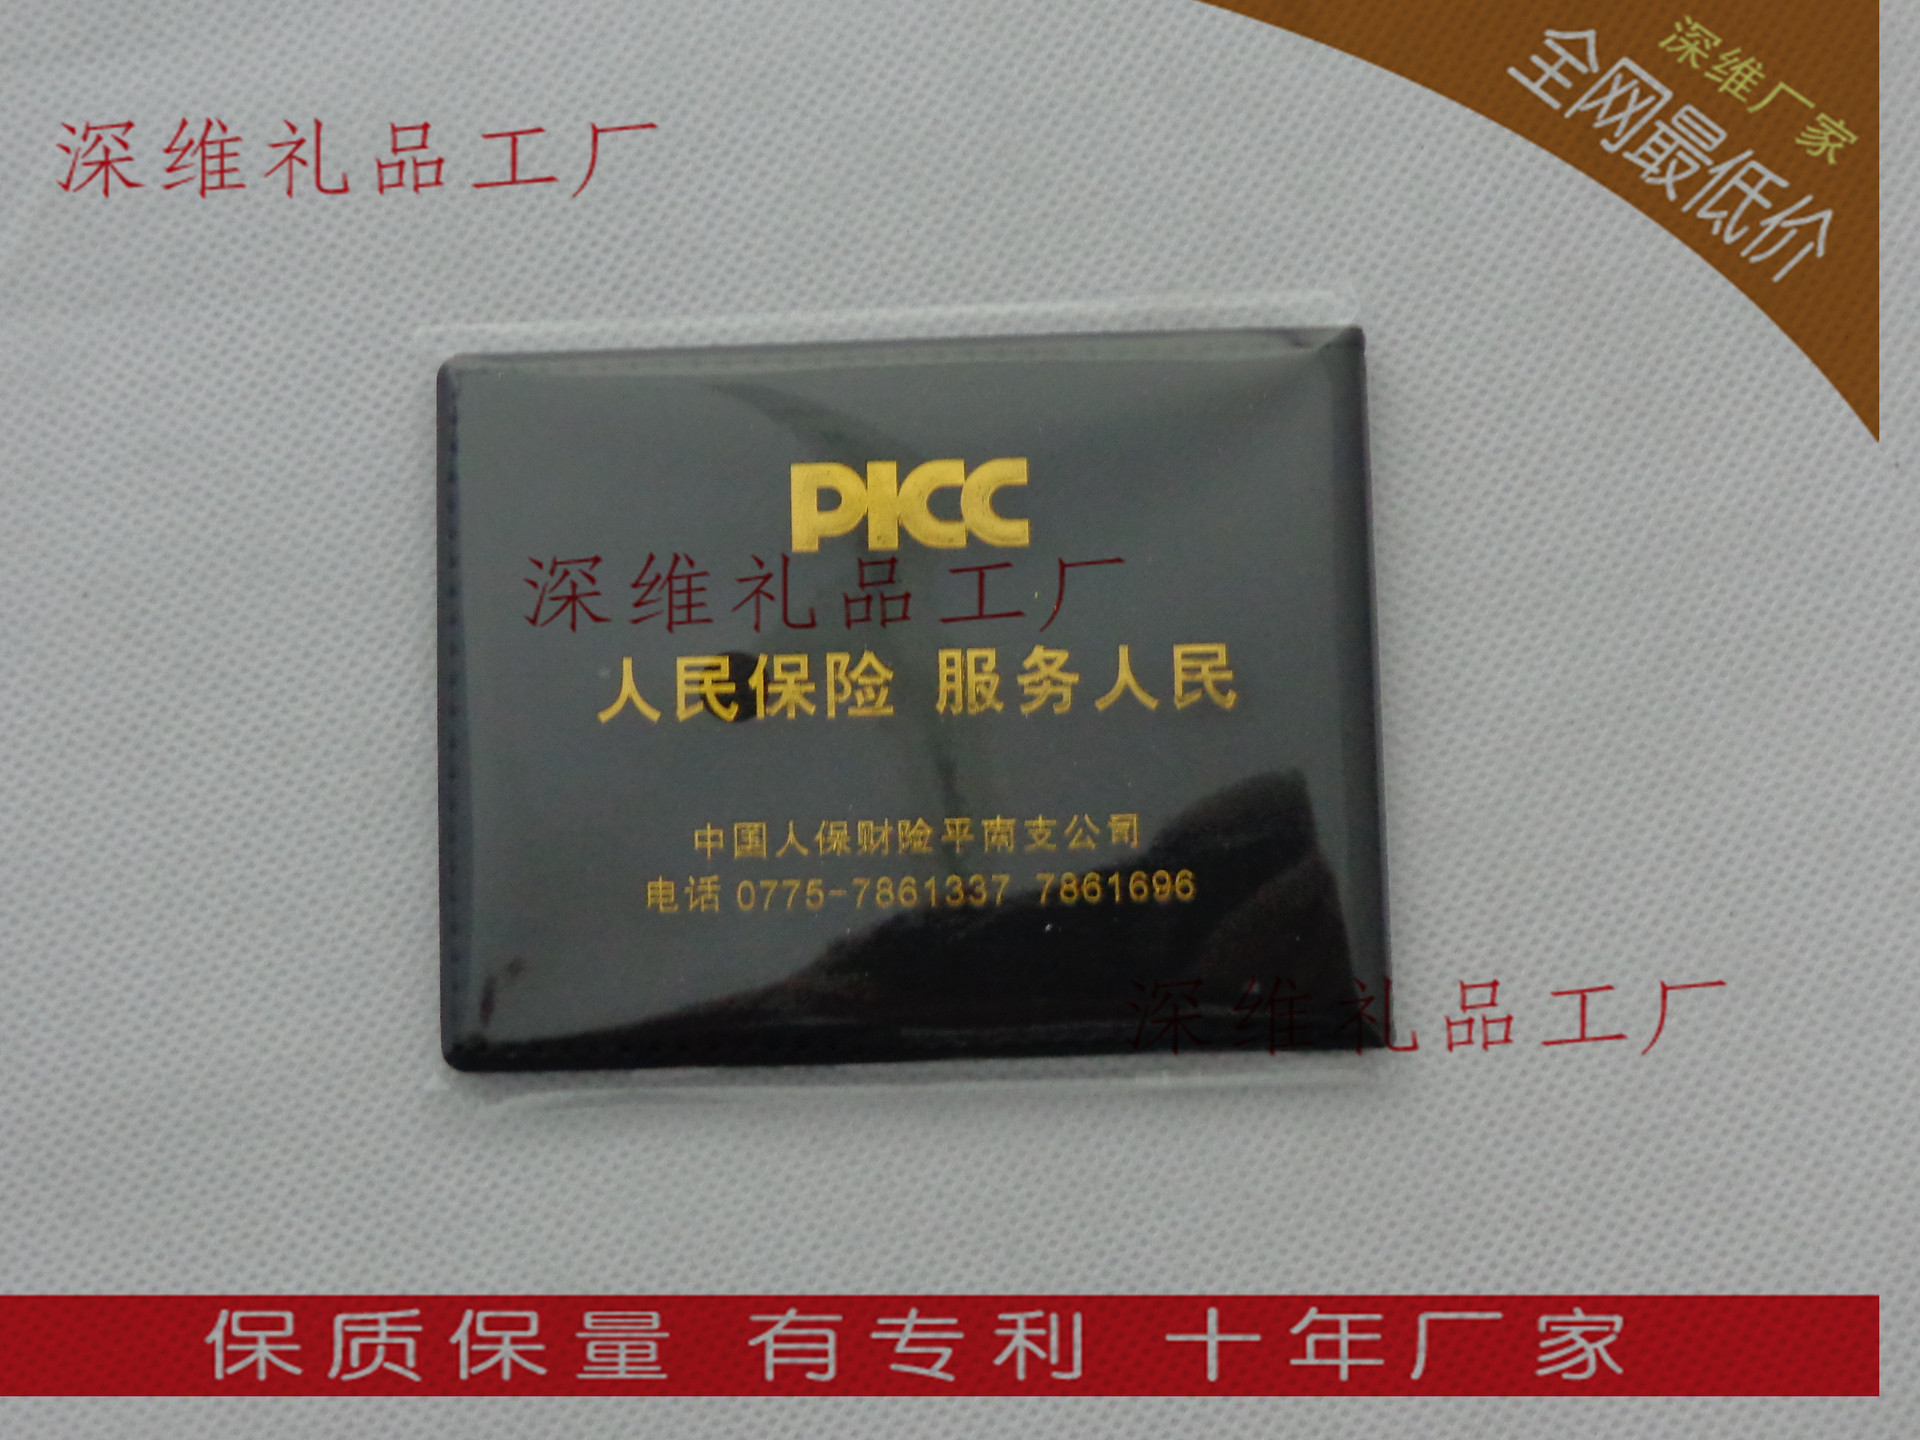 深维厂家
全网最低价
深维礼品工厂
PICC
深维礼品工厂
人民保险 服务人民
中国人保财险平南支公司
电话 0775-7861337 7861696
深维礼品工厂
保质保量 有专利 十年厂家